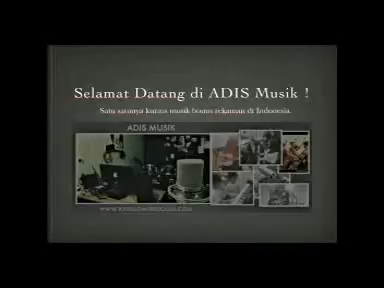 Selamat Datang di ADIS Musik !
Satu satunya kursus musik bonus rekaman di Indonesia.
ADIS MUSIK